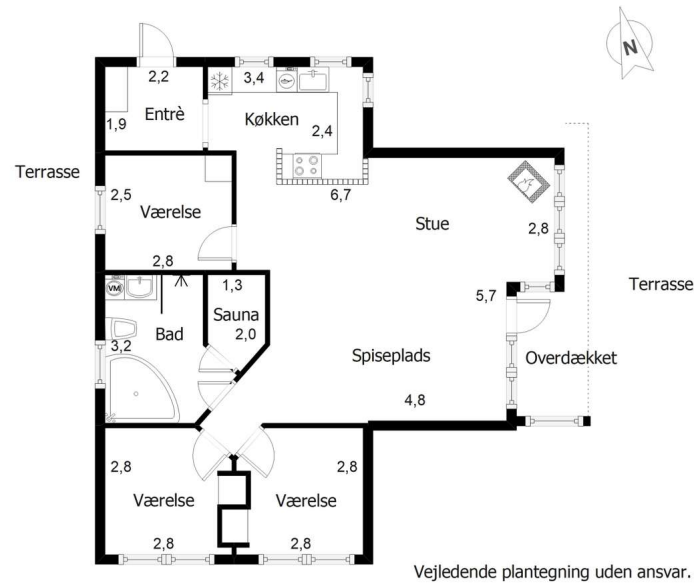 N
2,2
3,4
1,9
Entrè
Køkken
2,4
Terrasse
2,5
Værelse
6,7
Stue
2,8
2,8
1,3
5,7
Terrasse
VM
Sauna
2,0
Bad
3,2
Spiseplads
Overdækket
4,8
2,8
2,8
Værelse
Værelse
2,8
2,8
Vejledende plantegning uden ansvar.